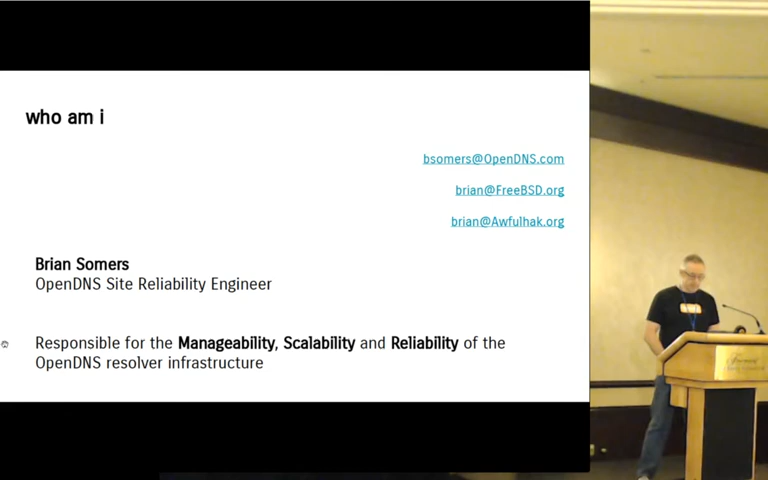 who am i
bsomers@OpenDNS.com
brian@FreeBSD.org
brian@Awfulhak.org
Brian Somers
OpenDNS Site Reliability Engineer
Responsible for the Manageability, Scalability and Reliability of the
OpenDNS resolver infrastructure